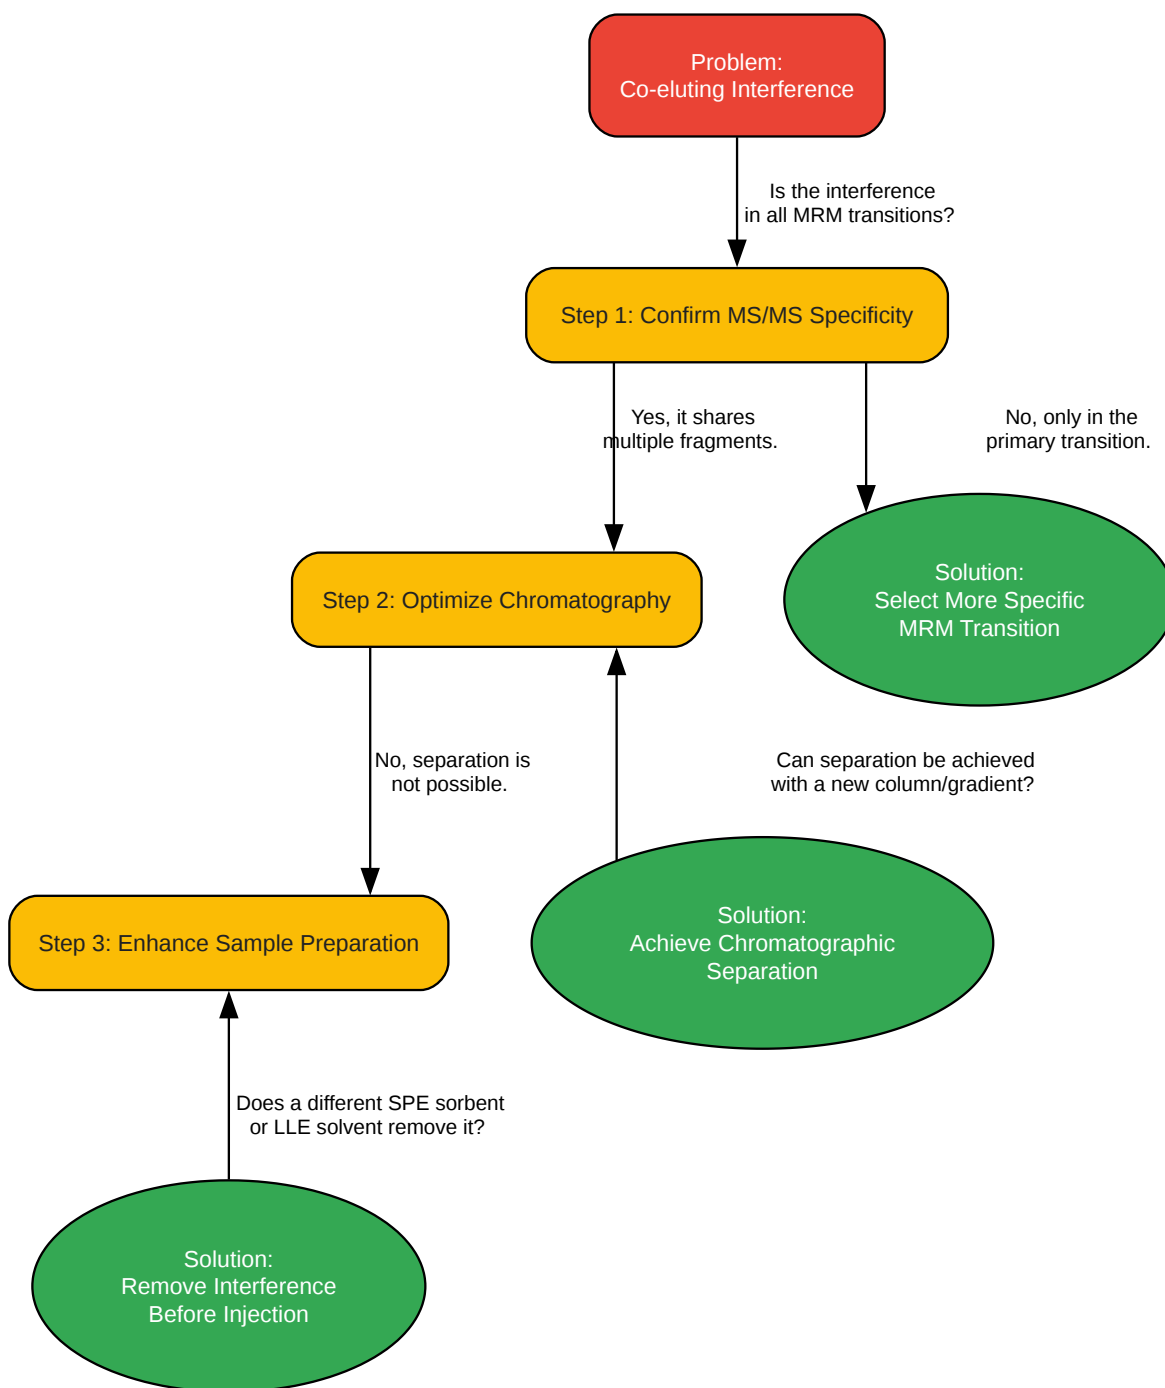 Problem:
Co-eluting Interference
Is the interference
in all MRM transitions?
Step 1: Confirm MS/MS Specificity
Yes, it shares
multiple fragments.
No, only in the
primary transition.
Step 2: Optimize Chromatography
Solution:
Select More Specific
MRM Transition
No, separation is
not possible.
Can separation be achieved
with a new column/gradient?
Step 3: Enhance Sample Preparation
Solution:
Achieve Chromatographic
Separation
Does a different SPE sorbent
or LLE solvent remove it?
Solution:
Remove Interference
Before Injection